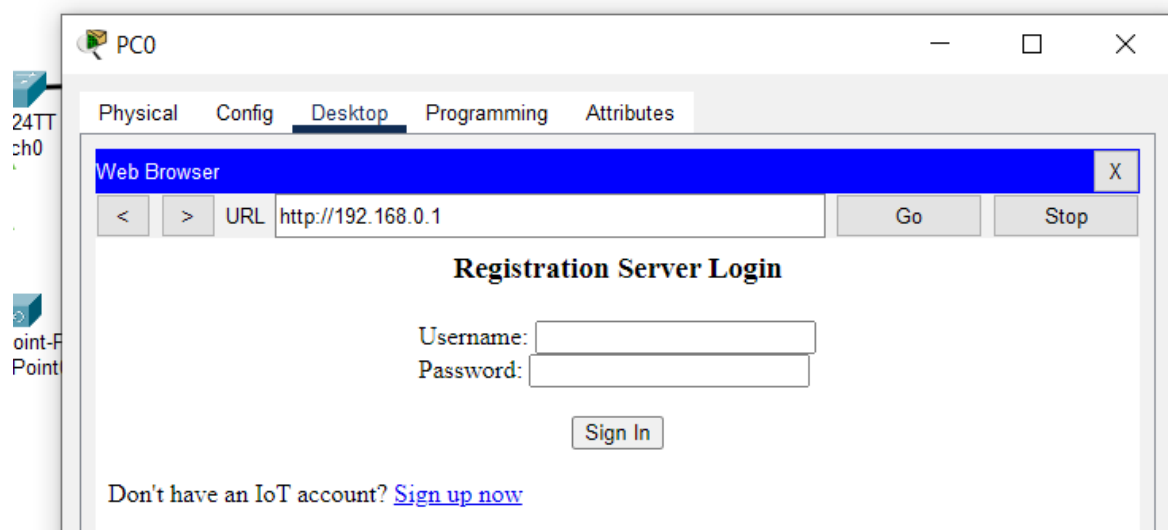 PC0
Physical Config Desktop Programming Attributes
24TT
ch0
Web Browser X
< > URL http://192.168.0.1 Go Stop
Registration Server Login
Username:
oint-P
Point
Password:
Sign In
Don't have an IoT account? Sign up now